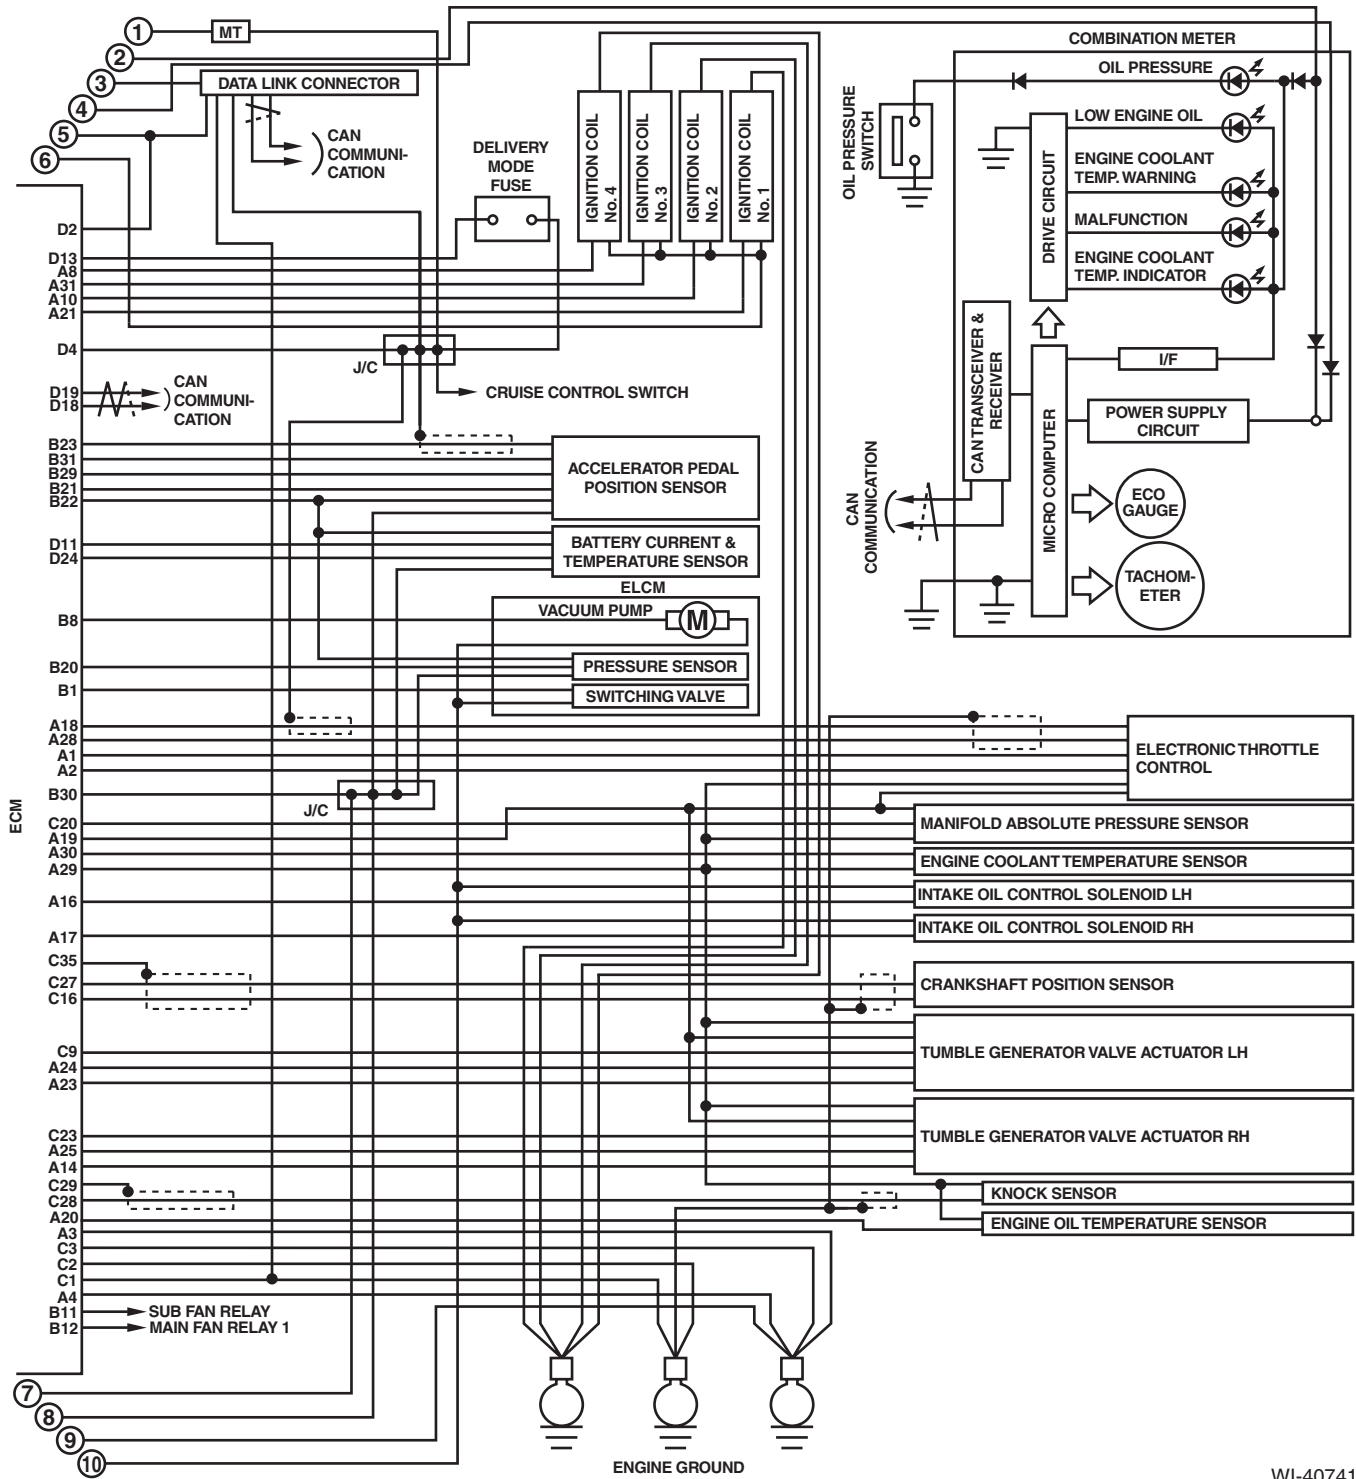 1
MT
2
3
DATA LINK CONNECTOR
4
5
6
CAN
COMMUNI-
CATION
DELIVERY
MODE
FUSE
IGNITION COIL
No. 4
IGNITION COIL
No. 3
IGNITION COIL
No. 2
IGNITION COIL
No. 1
OIL PRESSURE
SWITCH
COMBINATION METER
OIL PRESSURE
LOW ENGINE OIL
ENGINE COOLANT
TEMP. WARNING
MALFUNCTION
ENGINE COOLANT
TEMP. INDICATOR
DRIVE CIRCUIT
CAN TRANSCEIVER &
RECEIVER
I/F
POWER SUPPLY
CIRCUIT
MICRO COMPUTER
CAN
COMMUNICATION
ECO
GAUGE
TACHOM-
ETER
D2
D13
A8
A31
A10
A21
D4
J/C
CRUISE CONTROL SWITCH
D19
D18
CAN
COMMUNI-
CATION
B23
B31
B29
B21
B22
ACCELERATOR PEDAL
POSITION SENSOR
D11
D24
BATTERY CURRENT &
TEMPERATURE SENSOR
ELCM
B8
VACUUM PUMP
M
B20
PRESSURE SENSOR
B1
SWITCHING VALVE
A18
A28
A1
A2
ELECTRONIC THROTTLE
CONTROL
B30
J/C
ECM
C20
A19
MANIFOLD ABSOLUTE PRESSURE SENSOR
A30
A29
ENGINE COOLANT TEMPERATURE SENSOR
A16
INTAKE OIL CONTROL SOLENOID LH
A17
INTAKE OIL CONTROL SOLENOID RH
C35
C27
C16
CRANKSHAFT POSITION SENSOR
C9
A24
A23
TUMBLE GENERATOR VALVE ACTUATOR LH
C23
A25
A14
TUMBLE GENERATOR VALVE ACTUATOR RH
C29
C28
KNOCK SENSOR
A20
ENGINE OIL TEMPERATURE SENSOR
A3
C3
C2
C1
A4
B11
SUB FAN RELAY
B12
MAIN FAN RELAY 1
7
8
9
10
ENGINE GROUND
WI-40741